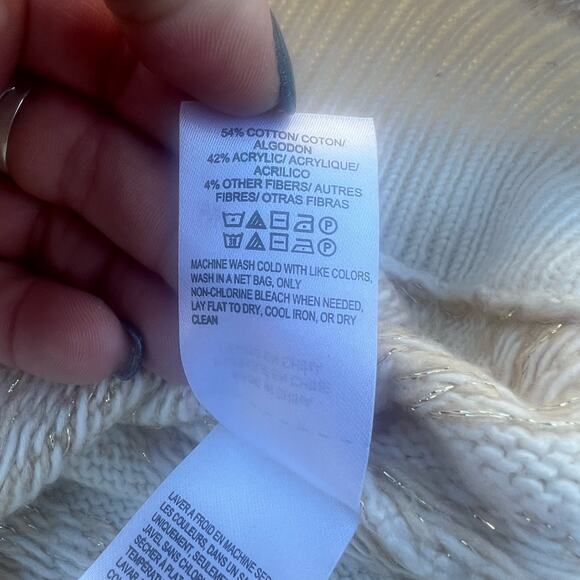 54% COTTON/ COTON/
ALGODON
42% ACRYLIC/ ACRYLIQUE/
ACRILICO
4% OTHER FIBERS/ AUTRES
FIBRES/ OTRAS FIBRAS
P
30 P
MACHINE WASH COLD WITH LIKE COLORS,
WASH IN A NET BAG, ONLY
NON-CHLORINE BLEACH WHEN NEEDED,
LAY FLAT TO DRY, COOL IRON, OR DRY
CLEAN
LAVER A FROID EN MACHINE
LES COULEURS, DANS UN
UNIQUEMENT,
JAVEL SANS
SÉCHER À